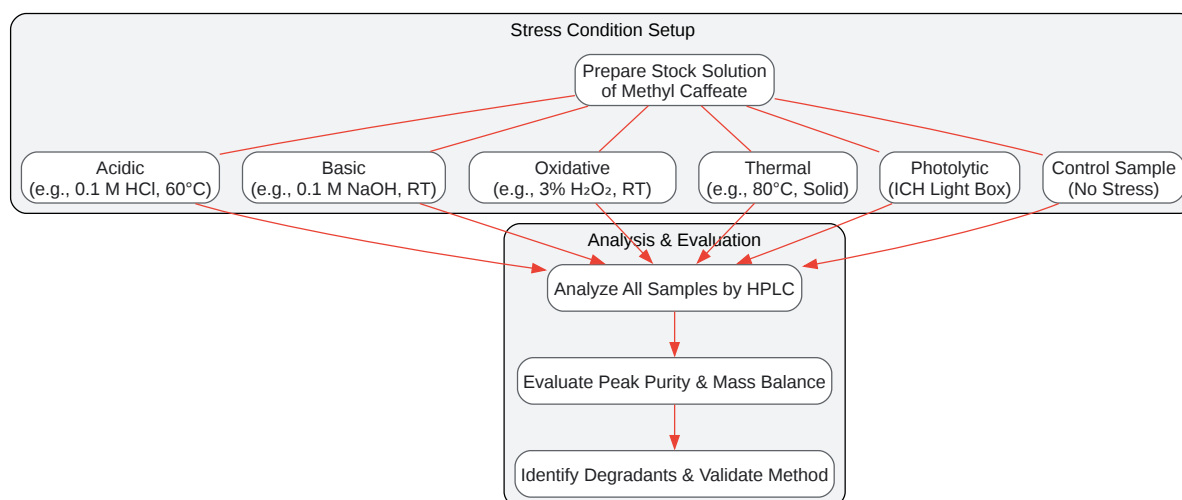 Stress Condition Setup
Prepare Stock Solution
of Methyl Caffeate
Acidic
(e.g., 0.1 M HCl, 60°C)
Basic
(e.g., 0.1 M NaOH, RT)
Oxidative
(e.g., 3% H₂O₂, RT)
Thermal
(e.g., 80°C, Solid)
Photolytic
(ICH Light Box)
Control Sample
(No Stress)
Analysis & Evaluation
Analyze All Samples by HPLC
Evaluate Peak Purity & Mass Balance
Identify Degradants & Validate Method